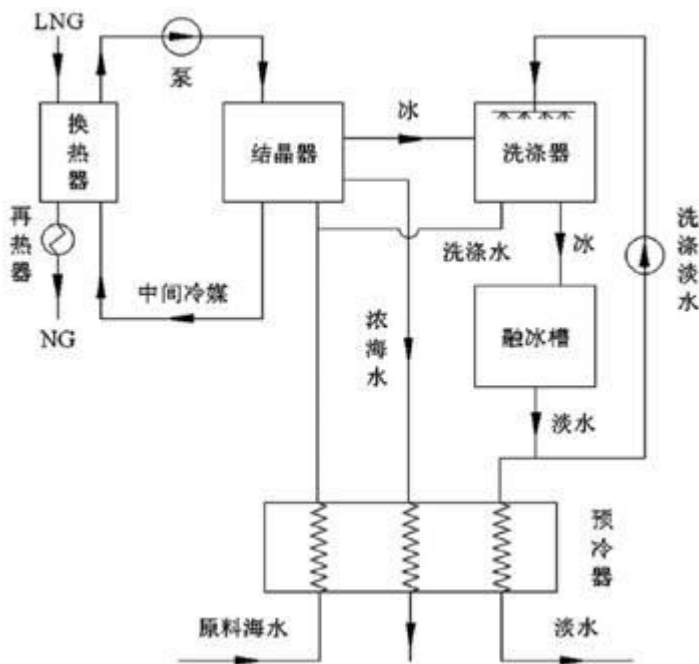 LNG
泵
换热器
结晶器
冰
洗涤器
再热器
洗涤水
冰
洗涤淡水
中间冷媒
NG
浓海水
融冰槽
淡水
预冷器
原料海水
淡水